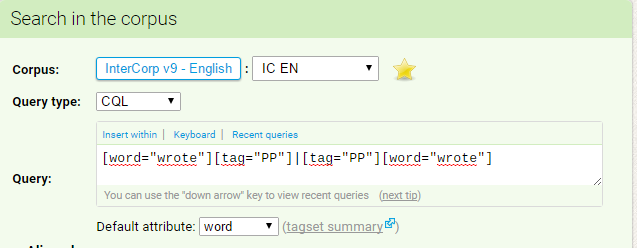 Search in the corpus
Corpus: InterCorp v9 - English : IC EN
Query type: CQL
Insert within | Keyboard | Recent queries
[word="wrote"][tag="PP"]|[tag="PP"][word="wrote"]
Query:
You can use the "down arrow" key to view recent queries (next tip)
Default attribute: word (tagset summary)